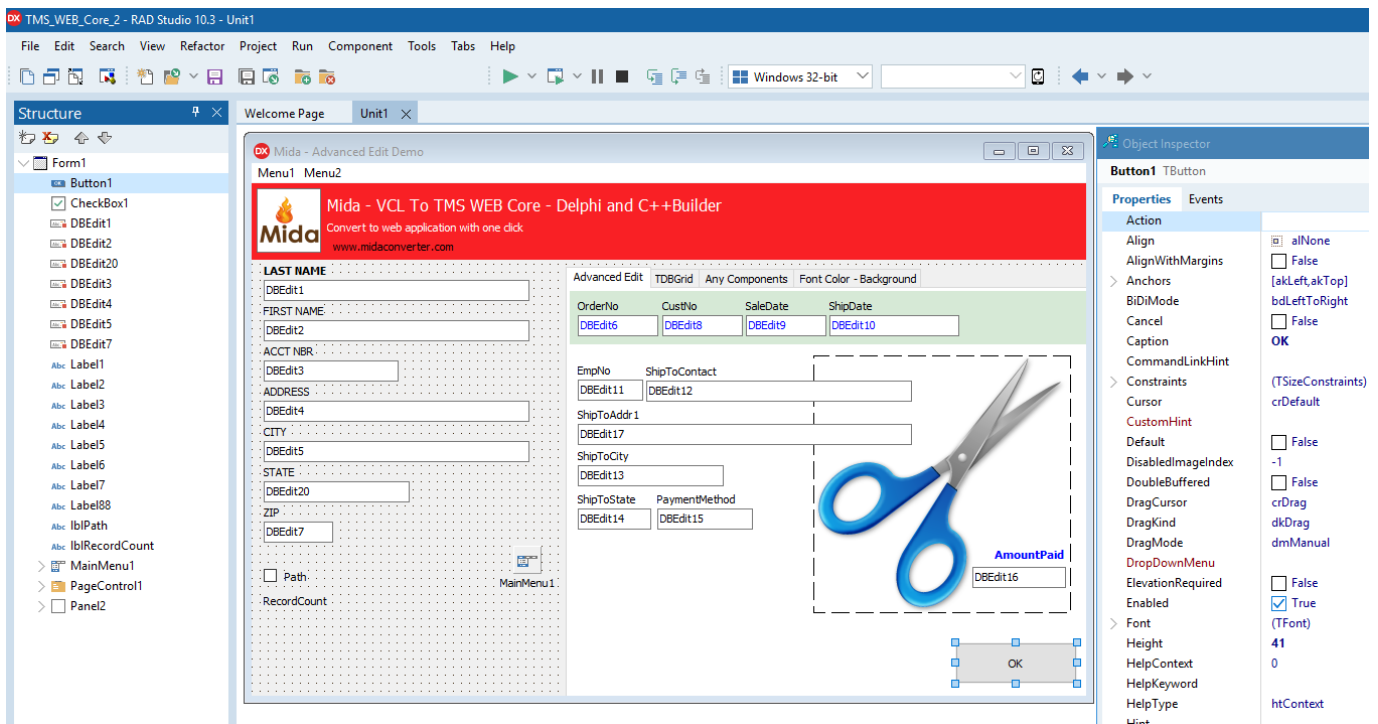 TMS_WEB_Core_2 - RAD Studio 10.3 - Unit1
File Edit Search View Refactor Project Run Component Tools Tabs Help
Windows 32-bit
Structure
Welcome Page Unit1
Form1
Button1
CheckBox1
DBEdit1
DBEdit2
DBEdit20
DBEdit3
DBEdit4
DBEdit5
DBEdit7
Label1
Label2
Label3
Label4
Label5
Label6
Label7
Label88
lblPath
lblRecordCount
MainMenu1
PageControl1
Panel2
Mida - Advanced Edit Demo
Menu1 Menu2
Mida
Mida - VCL To TMS WEB Core - Delphi and C++Builder
Convert to web application with one click
www.midaconverter.com
LAST NAME
DBEdit1
FIRST NAME
DBEdit2
ACCT NBR
DBEdit3
ADDRESS
DBEdit4
CITY
DBEdit5
STATE
DBEdit20
ZIP
DBEdit7
Path
MainMenu1
RecordCount
Advanced Edit TDBGrid Any Components Font Color - Background
OrderNo CustNo SaleDate ShipDate
DBEdit6 DBEdit8 DBEdit9 DBEdit10
EmpNo ShipToContact
DBEdit11 DBEdit12
ShipToAddr1
DBEdit17
ShipToCity
DBEdit13
ShipToState PaymentMethod
DBEdit14 DBEdit15
AmountPaid
DBEdit16
OK
Object Inspector
Button1 TButton
Properties Events
Action
Align alNone
AlignWithMargins False
Anchors [akLeft,akTop]
BiDiMode bdLeftToRight
Cancel False
Caption OK
CommandLinkHint
Constraints (TSizeConstraints)
Cursor crDefault
CustomHint
Default False
DisabledImageIndex -1
DoubleBuffered False
DragCursor crDrag
DragKind dkDrag
DragMode dmManual
DropDownMenu
ElevationRequired False
Enabled True
Font (TFont)
Height 41
HelpContext 0
HelpKeyword
HelpType htContext
Hint